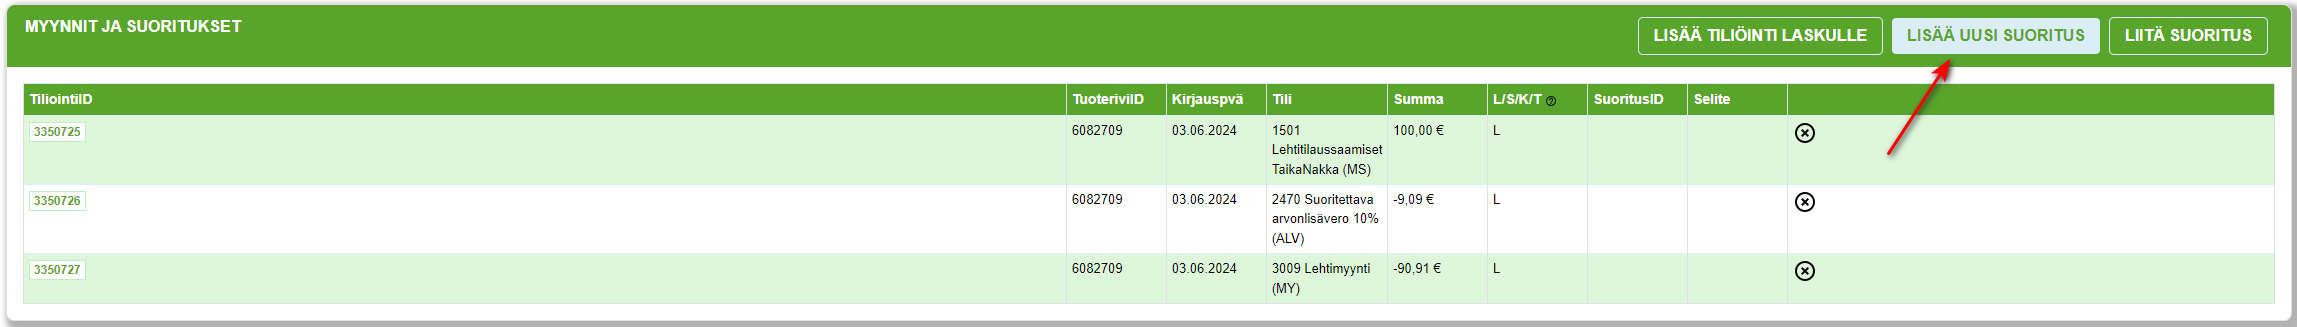 MYYNNIT JA SUORITUKSET
LISÄÄ TILIÖINTI LASKULLE LISÄÄ UUSI SUORITUS LIITÄ SUORITUS
TiliointiID TuoteriviID Kirjauspvä Tili Summa L/S/K/T SuoritusID Selite
3350725 6082709 03.06.2024 1501 100,00 € L
Lehtitilaussaamiset
TaikaNakka (MS)
3350726 6082709 03.06.2024 2470 Suoritettava -9,09 € L
arvonlisävero 10%
(ALV)
3350727 6082709 03.06.2024 3009 Lehtimyynti -90,91 € L
(MY)